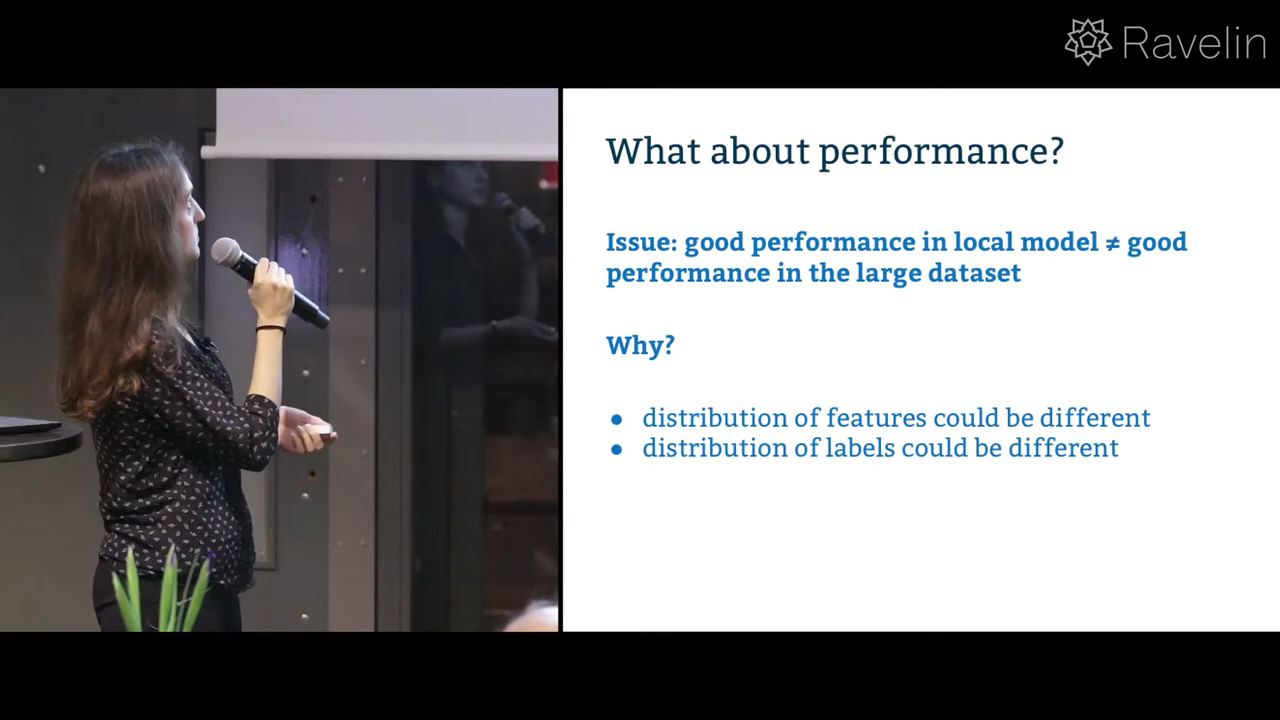 Ravelin
What about performance?
Issue: good performance in local model ≠ good
performance in the large dataset
Why?
● distribution of features could be different
● distribution of labels could be different